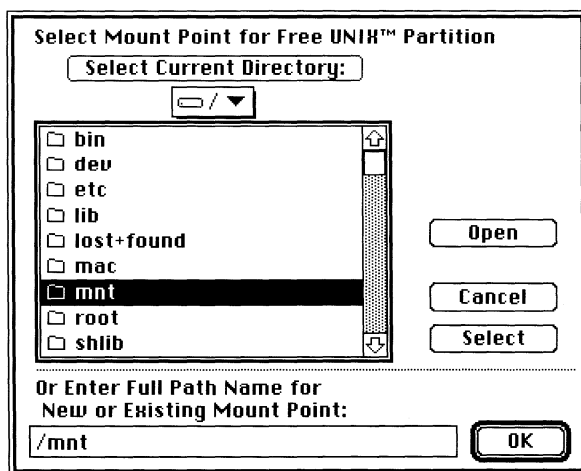 Select Mount Point for Free UNIX™ Partition
Select Current Directory:
/
bin
dev
etc
lib
lost+found
mac
mnt
root
shlib
Open
Cancel
Select
Or Enter Full Path Name for
New or Existing Mount Point:
/mnt
OK